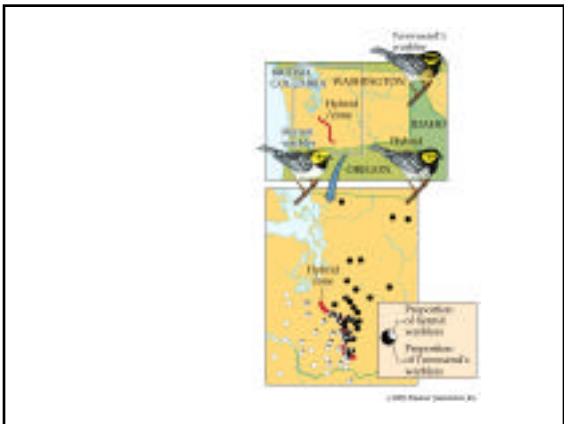 Townsend's
warbler
BRITISH
COLUMBIA
WASHINGTON
Hybrid
zone
IDAHO
Hermit
warbler
Hybrid
OREGON
Hybrid
zone
Proportion
of hermit
warblers
Proportion
of Townsend's
warblers